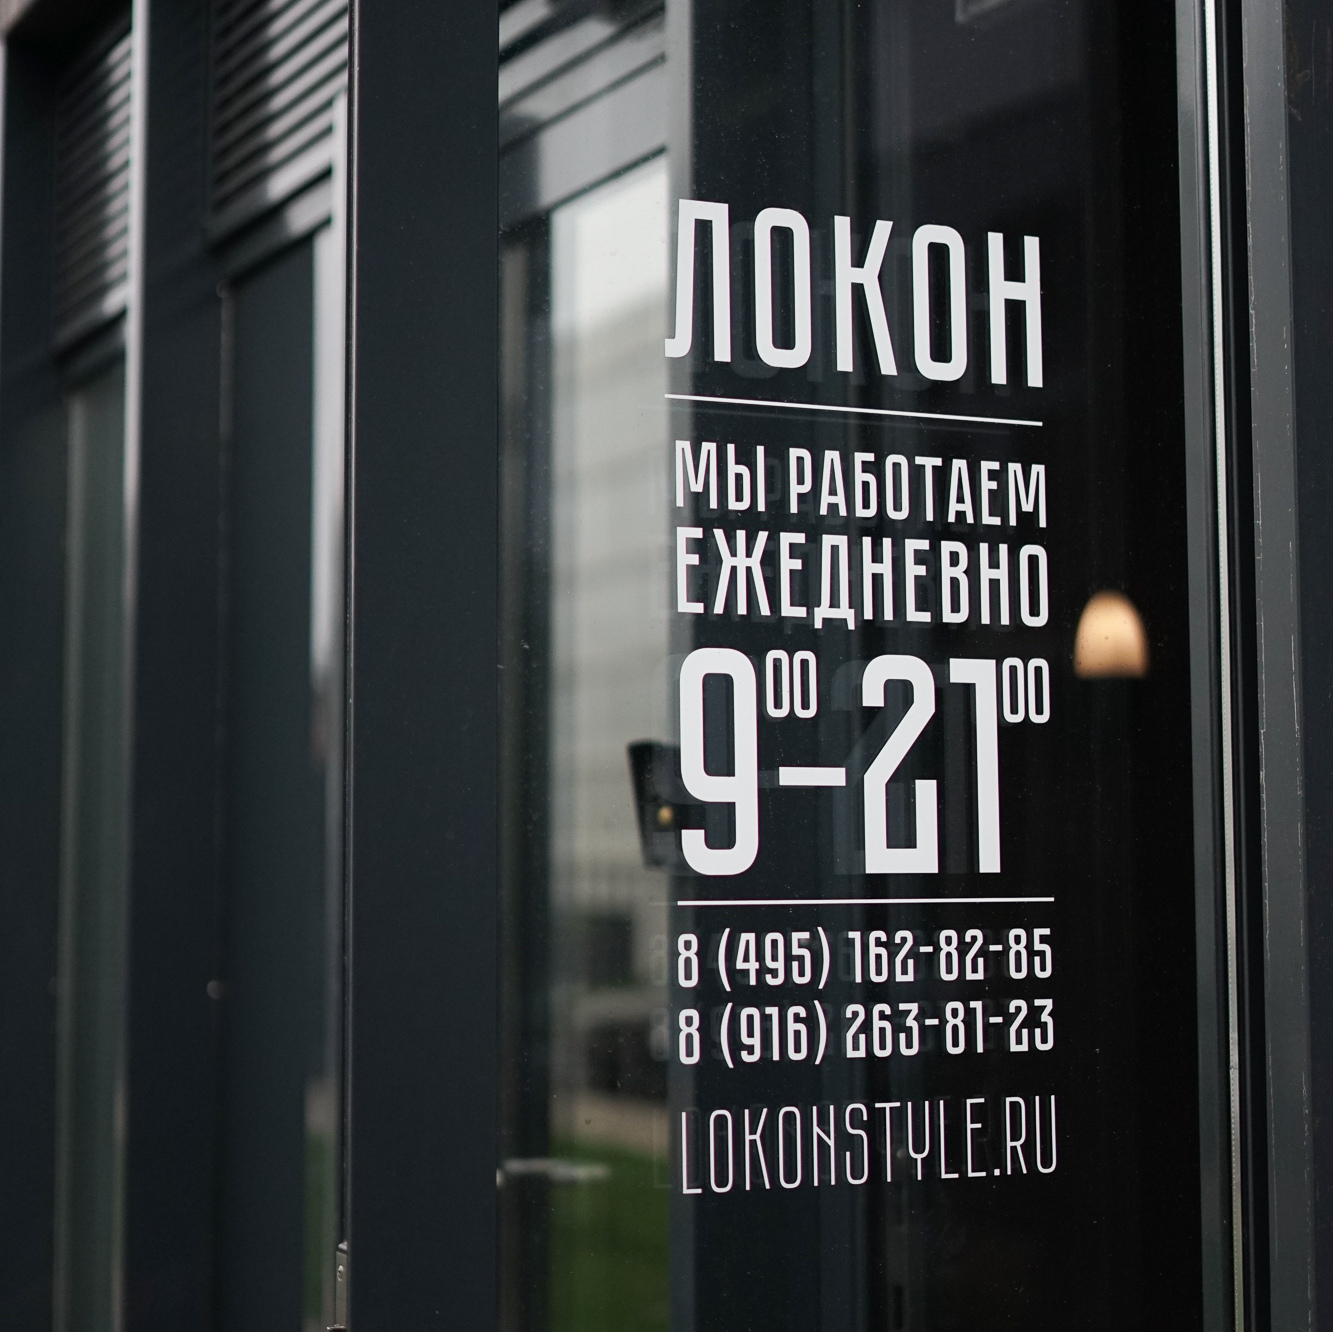 ЛОКОН
МЫ РАБОТАЕМ
ЕЖЕДНЕВНО
9⁰⁰–21⁰⁰
8 (495) 162-82-85
8 (916) 263-81-23
LOKONSTYLE.RU